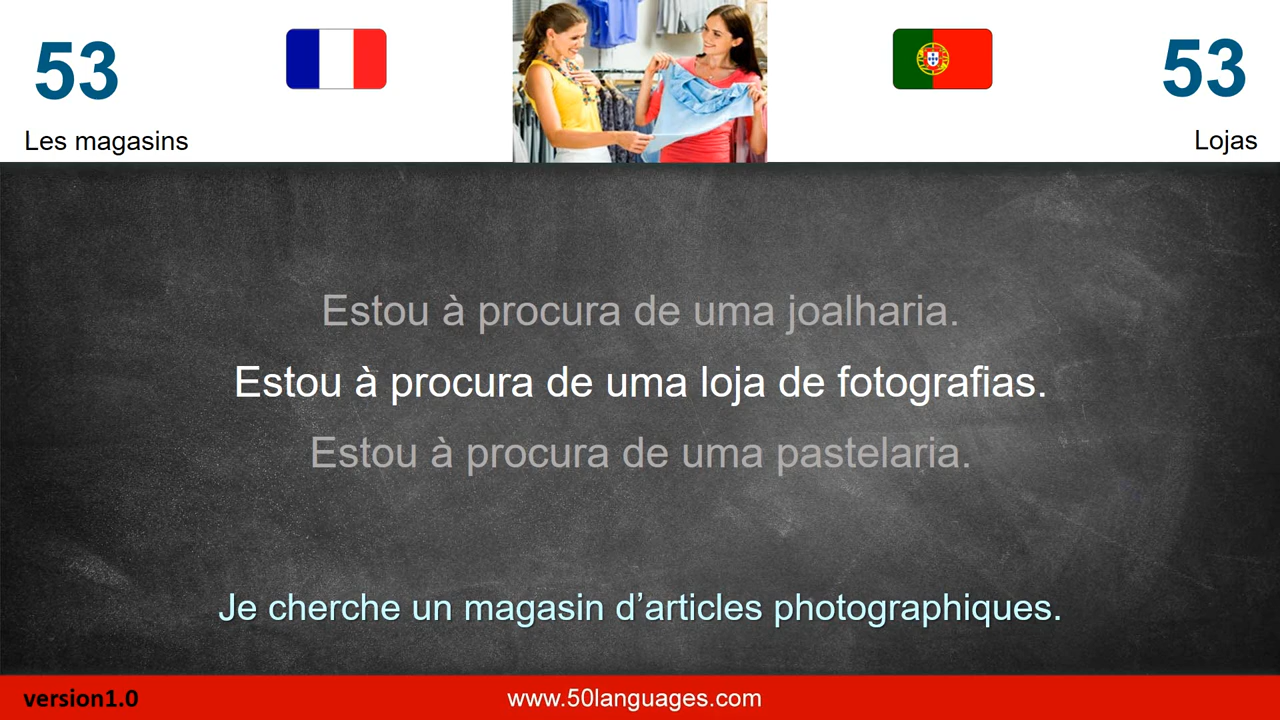 53
53
Les magasins
Lojas
Estou à procura de uma joalharia.
Estou à procura de uma loja de fotografias.
Estou à procura de uma pastelaria.
Je cherche un magasin d’articles photographiques.
version1.0
www.50languages.com